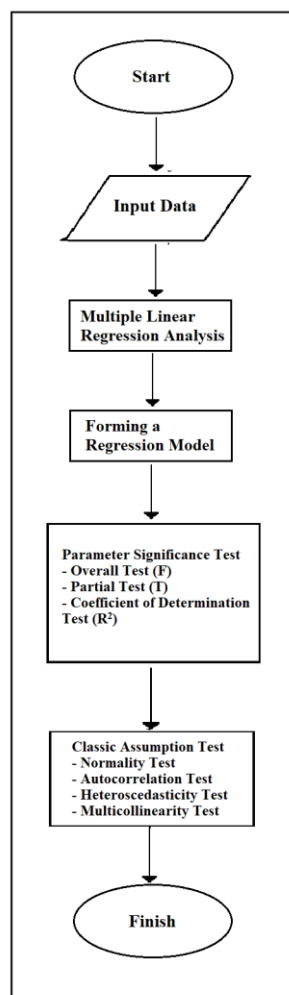 Start
Input Data
Multiple Linear
Regression Analysis
Forming a
Regression Model
Parameter Significance Test
- Overall Test (F)
- Partial Test (T)
- Coefficient of Determination
Test (R²)
Classic Assumption Test
- Normality Test
- Autocorrelation Test
- Heteroscedasticity Test
- Multicollinearity Test
Finish